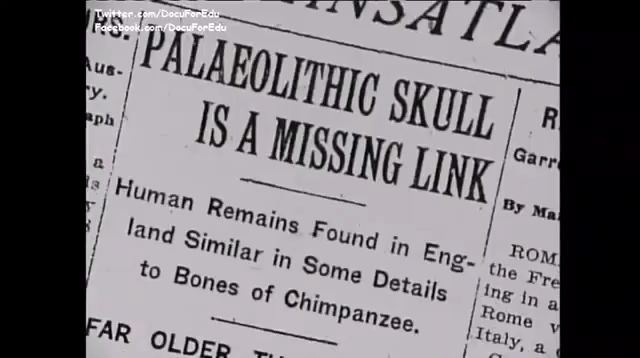 Twitter.com/DocuForEdu
Facebook.com/DocuForEdu
PALAEOLITHIC SKULL
IS A MISSING LINK
Human Remains Found in Eng-
land Similar in Some Details
to Bones of Chimpanzee.
FAR OLDER
Aus-
ry.
aph
a
R
Garr
By Ma
ROM
the Fre
ing in a
Rome v
Italy, a